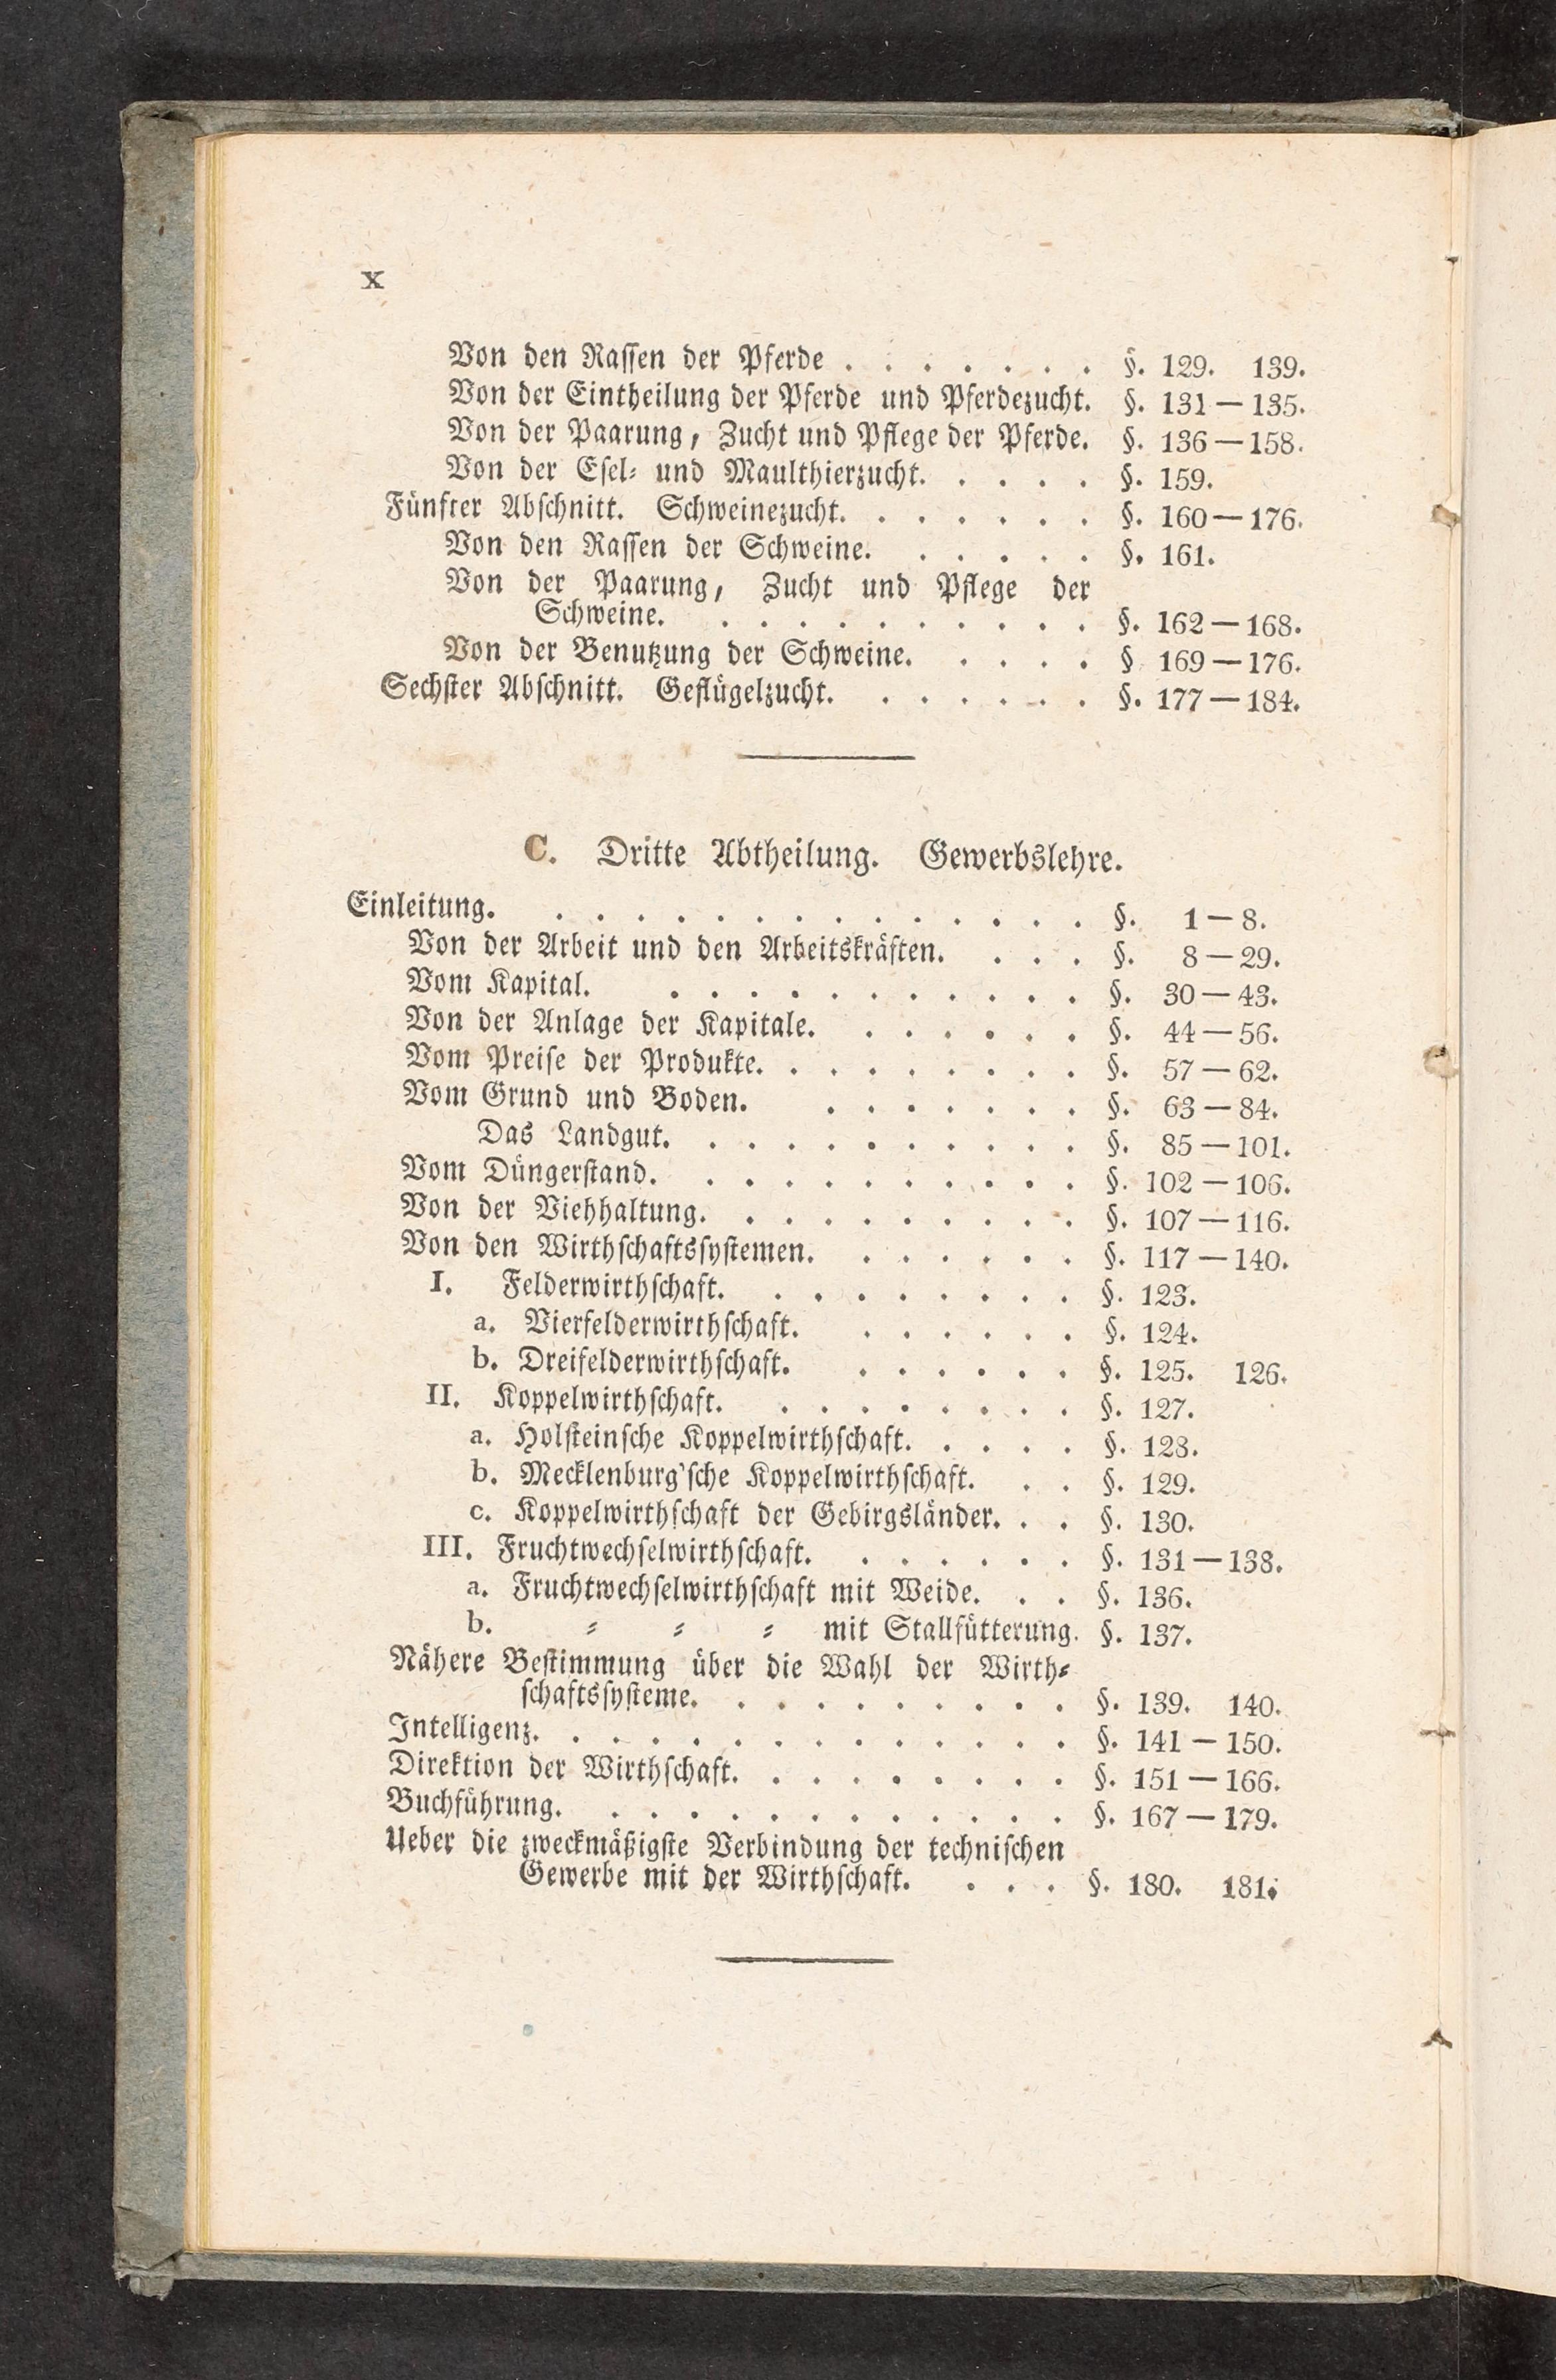 X
Von den Rassen der Pferde . . . . . . . §. 129. 139.
Von der Eintheilung der Pferde und Pferdezucht. §. 131 — 135.
Von der Paarung, Zucht und Pflege der Pferde. §. 136 — 158.
Von der Esel- und Maulthierzucht. . . . . §. 159.
Fünfter Abschnitt. Schweinezucht. . . . . . . §. 160 — 176.
Von den Rassen der Schweine. . . . . . §. 161.
Von der Paarung, Zucht und Pflege der
Schweine. . . . . . . . . . . §. 162 — 168.
Von der Benutzung der Schweine. . . . . § 169 — 176.
Sechster Abschnitt. Geflügelzucht. . . . . . . §. 177 — 184.
C. Dritte Abtheilung. Gewerbslehre.
Einleitung. . . . . . . . . . . . . . . §. 1 — 8.
Von der Arbeit und den Arbeitskräften. . . . §. 8 — 29.
Vom Kapital. . . . . . . . . . . . §. 30 — 43.
Von der Anlage der Kapitale. . . . . . . §. 44 — 56.
Vom Preise der Produkte. . . . . . . . . §. 57 — 62.
Vom Grund und Boden. . . . . . . . §. 63 — 84.
Das Landgut. . . . . . . . . . . §. 85 — 101.
Vom Düngerstand. . . . . . . . . . . §. 102 — 106.
Von der Viehhaltung. . . . . . . . . . §. 107 — 116.
Von den Wirthschaftssystemen. . . . . . . §. 117 — 140.
I. Felderwirthschaft. . . . . . . . . §. 123.
a. Vierfelderwirthschaft. . . . . . . §. 124.
b. Dreifelderwirthschaft. . . . . . . §. 125. 126.
II. Koppelwirthschaft. . . . . . . . . §. 127.
a. Holsteinsche Koppelwirthschaft. . . . . §. 128.
b. Mecklenburg'sche Koppelwirthschaft. . . §. 129.
c. Koppelwirthschaft der Gebirgsländer. . . §. 130.
III. Fruchtwechselwirthschaft. . . . . . . §. 131 — 138.
a. Fruchtwechselwirthschaft mit Weide. . . §. 136.
b. = = = mit Stallfütterung. §. 137.
Nähere Bestimmung über die Wahl der Wirth-
schaftssysteme. . . . . . . . . . §. 139. 140.
Intelligenz. . . . . . . . . . . . . . §. 141 — 150.
Direktion der Wirthschaft. . . . . . . . . §. 151 — 166.
Buchführung. . . . . . . . . . . . . §. 167 — 179.
Ueber die zweckmäßigste Verbindung der technischen
Gewerbe mit der Wirthschaft. . . . §. 180. 181.